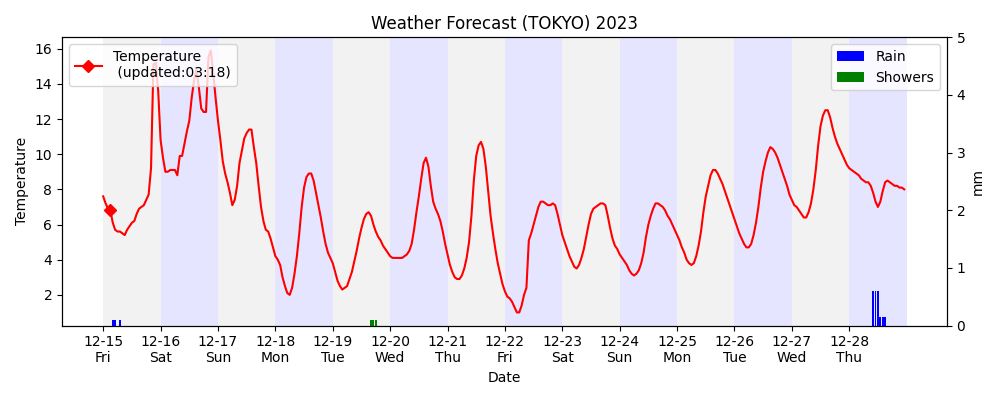 Weather Forecast (TOKYO) 2023
Temperature
(updated:03:18)
Rain
Showers
16
14
12
10
8
6
4
2
Temperature
5
4
3
2
1
0
mm
12-15 12-16 12-17 12-18 12-19 12-20 12-21 12-22 12-23 12-24 12-25 12-26 12-27 12-28
Fri Sat Sun Mon Tue Wed Thu Fri Sat Sun Mon Tue Wed Thu
Date